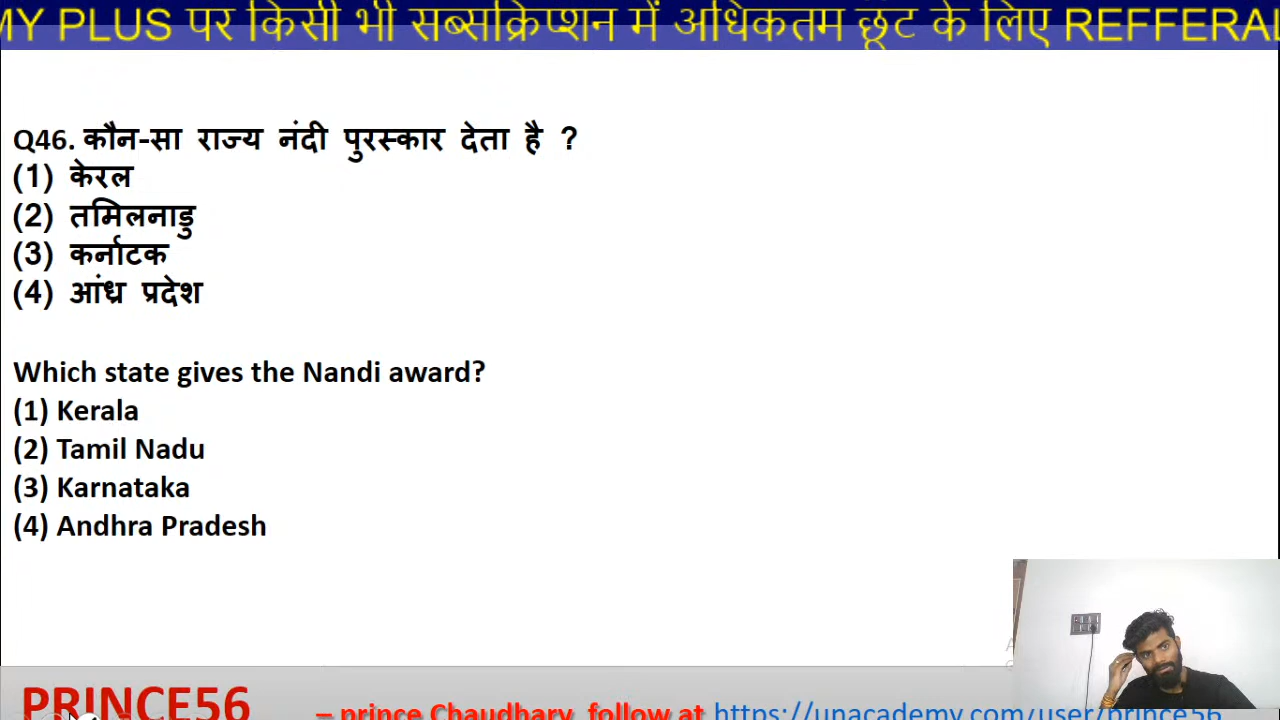 MY PLUS पर किसी भी सब्सक्रिप्शन में अधिकतम छूट के लिए REFFERAL
Q46. कौन-सा राज्य नंदी पुरस्कार देता है ?
(1) केरल
(2) तमिलनाडु
(3) कर्नाटक
(4) आंध्र प्रदेश
Which state gives the Nandi award?
(1) Kerala
(2) Tamil Nadu
(3) Karnataka
(4) Andhra Pradesh
PRINCE56 – prince Chaudhary, follow at https://unacademy.com/user/prince56